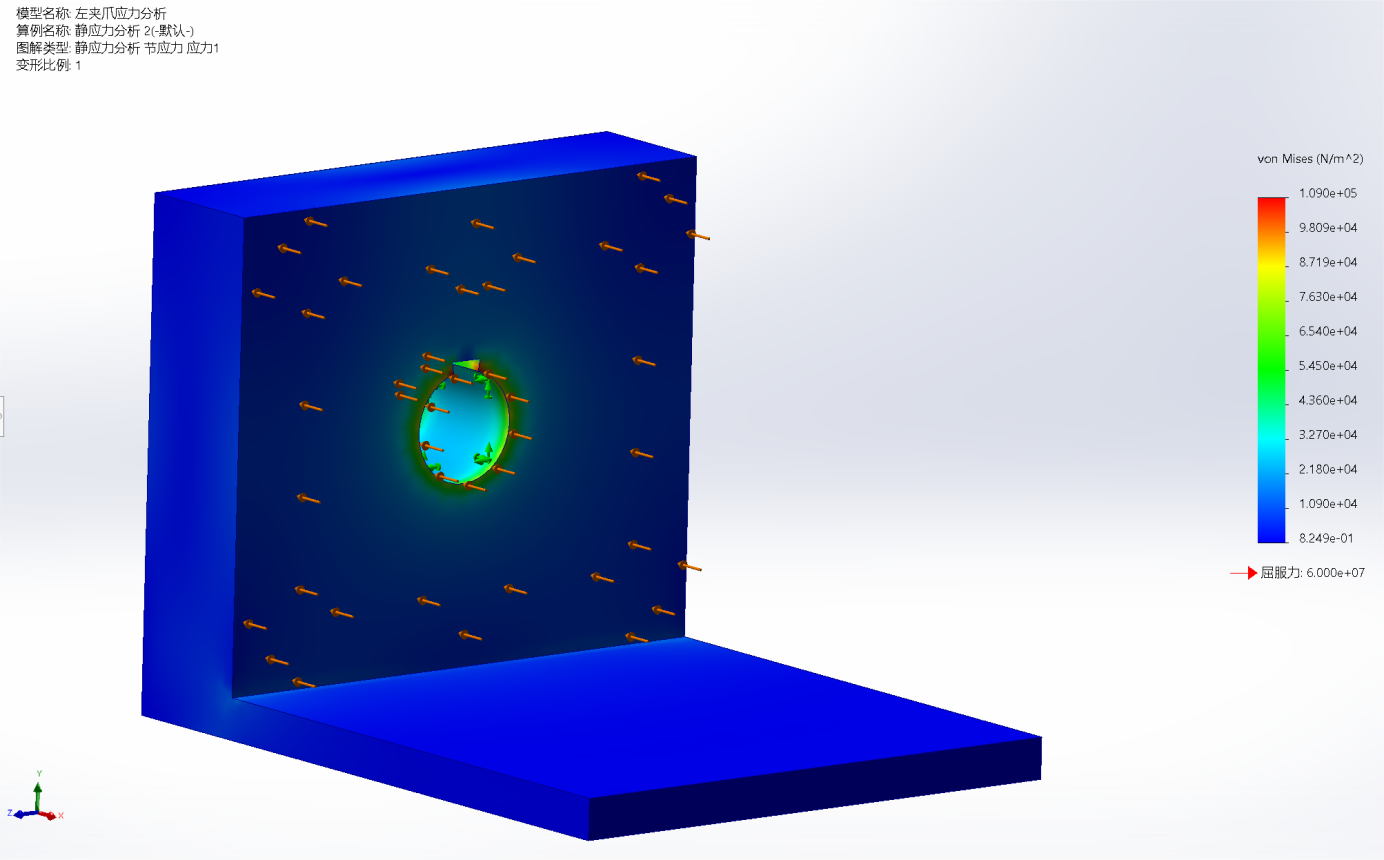 模型名称: 左夹爪应力分析
算例名称: 静应力分析 2(-默认-)
图解类型: 静应力分析 节应力 应力1
变形比例: 1
von Mises (N/m^2)
1.090e+05
9.809e+04
8.719e+04
7.630e+04
6.540e+04
5.450e+04
4.360e+04
3.270e+04
2.180e+04
1.090e+04
8.249e-01
屈服力: 6.000e+07
Y
Z
X